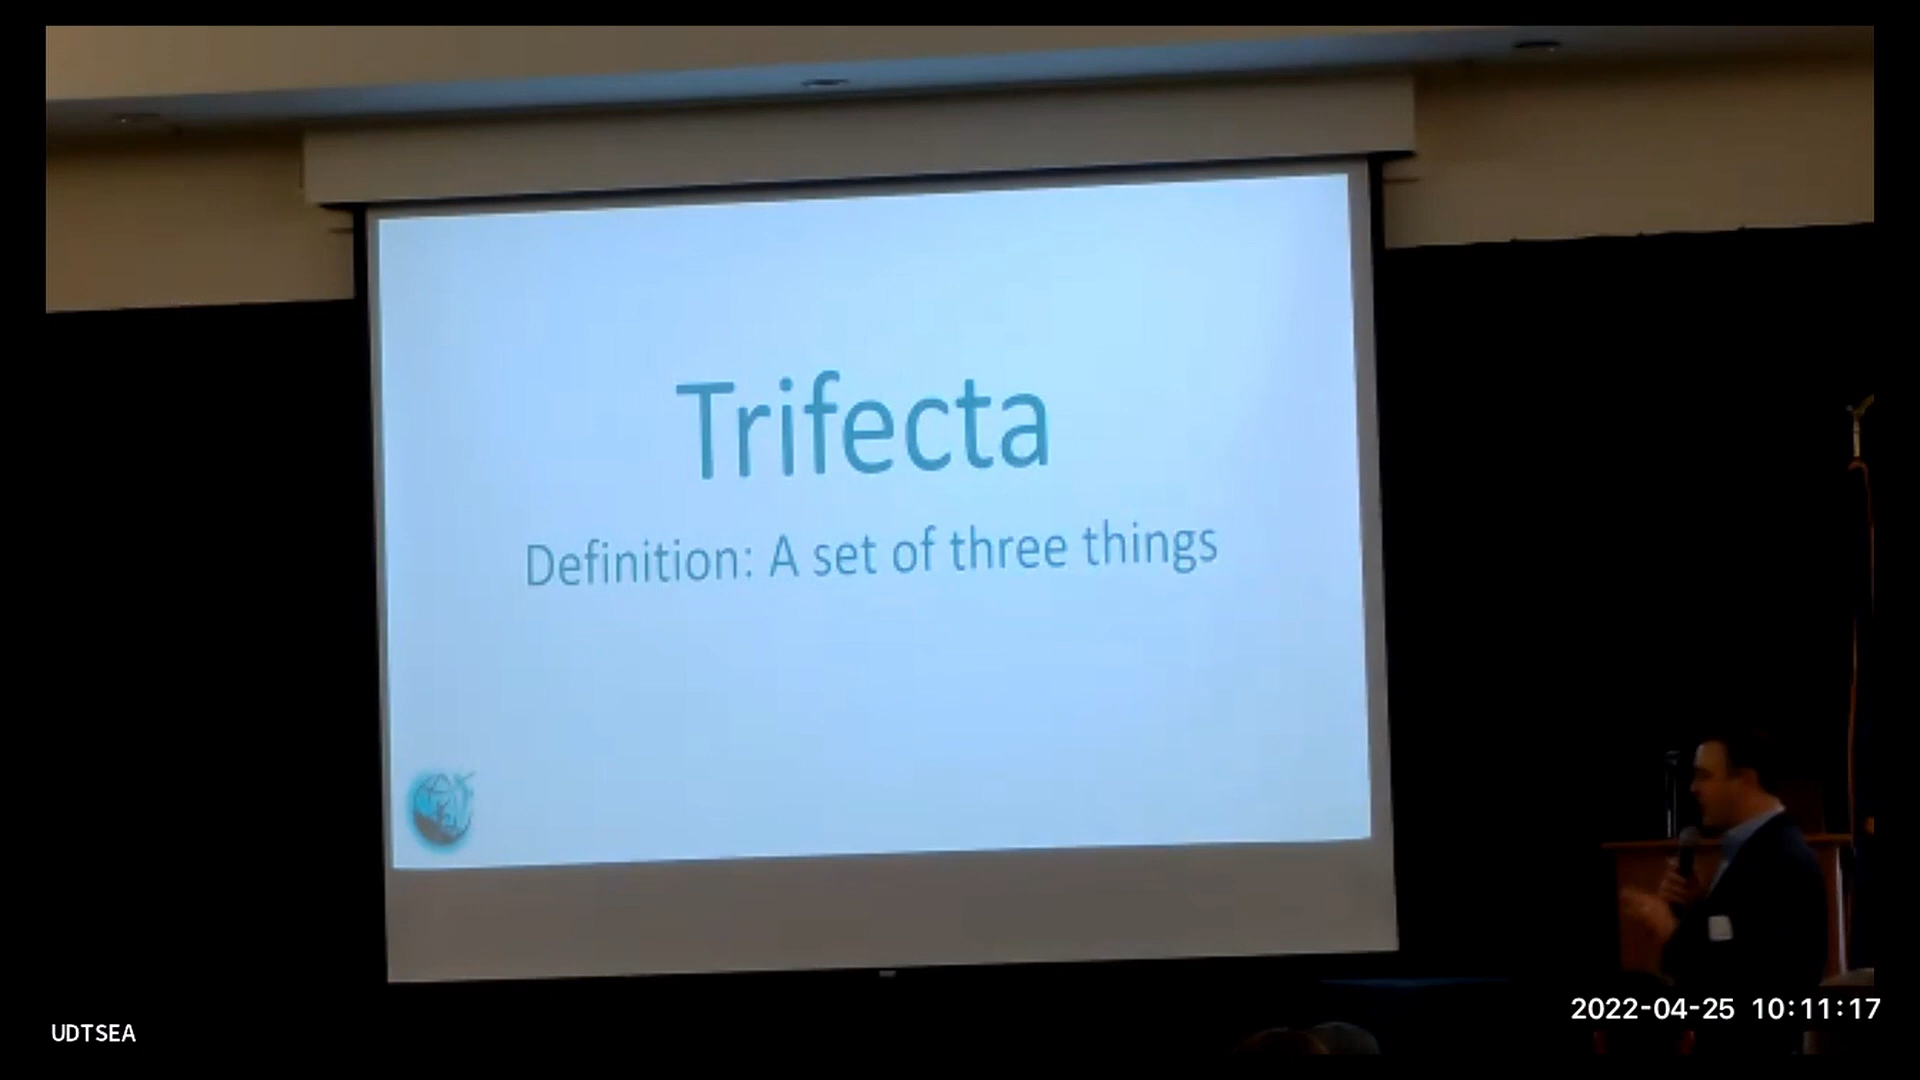 Trifecta
Definition: A set of three things
UDTSEA
2022-04-25 10:11:17